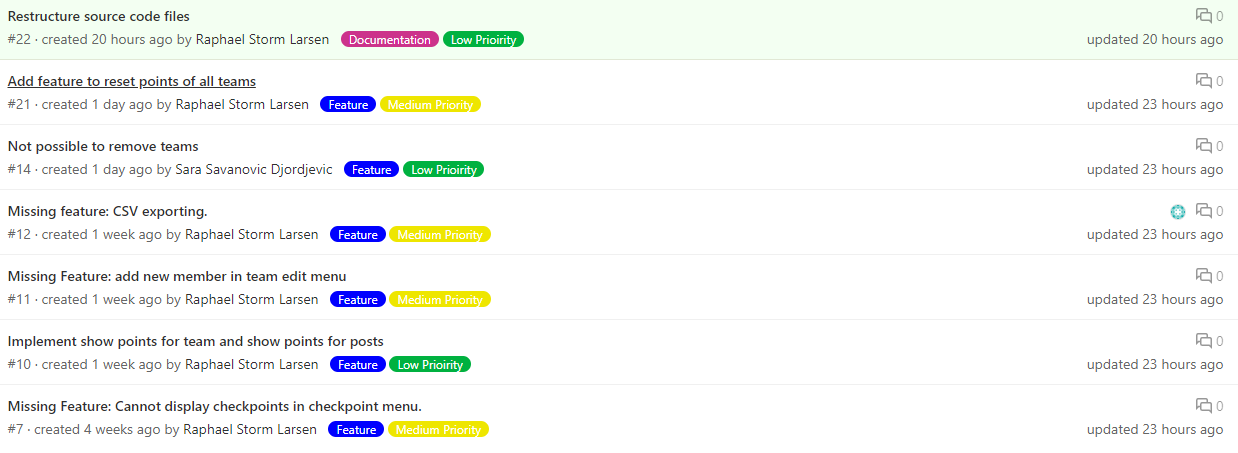 Restructure source code files 0
#22 · created 20 hours ago by Raphael Storm Larsen Documentation Low Prioirity updated 20 hours ago
Add feature to reset points of all teams 0
#21 · created 1 day ago by Raphael Storm Larsen Feature Medium Priority updated 23 hours ago
Not possible to remove teams 0
#14 · created 1 day ago by Sara Savanovic Djordjevic Feature Low Prioirity updated 23 hours ago
Missing feature: CSV exporting. 0
#12 · created 1 week ago by Raphael Storm Larsen Feature Medium Priority updated 23 hours ago
Missing Feature: add new member in team edit menu 0
#11 · created 1 week ago by Raphael Storm Larsen Feature Medium Priority updated 23 hours ago
Implement show points for team and show points for posts 0
#10 · created 1 week ago by Raphael Storm Larsen Feature Low Prioirity updated 23 hours ago
Missing Feature: Cannot display checkpoints in checkpoint menu. 0
#7 · created 4 weeks ago by Raphael Storm Larsen Feature Medium Priority updated 23 hours ago